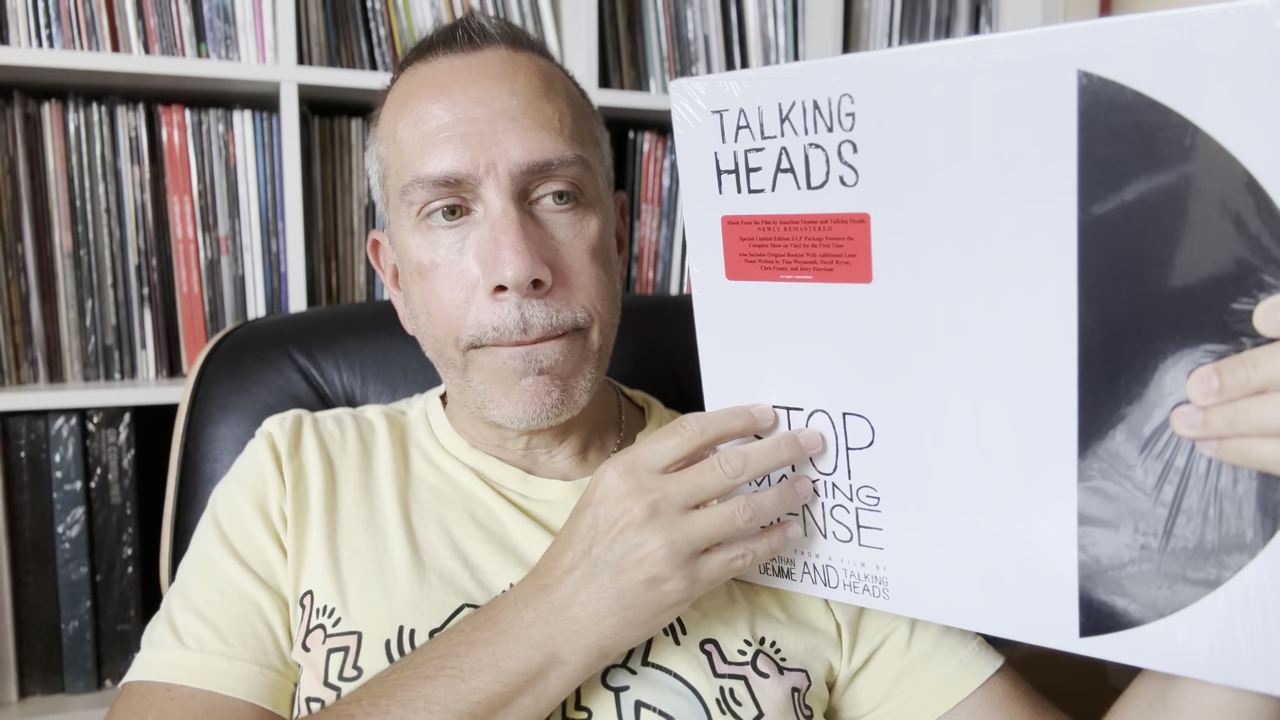 TALKING
HEADS
Music From the Film by Jonathan Demme and Talking Heads,
NEWLY REMASTERED
Special Limited-Edition 2-LP Package Features the
Complete Show on Vinyl for the First Time
Also Includes Original Booklet With Additional Liner
Notes Written by Tina Weymouth, David Byrne,
Chris Frantz, and Jerry Harrison
TOP
MAKING
ENSE
FROM A FILM BY
DEMME AND TALKING
HEADS